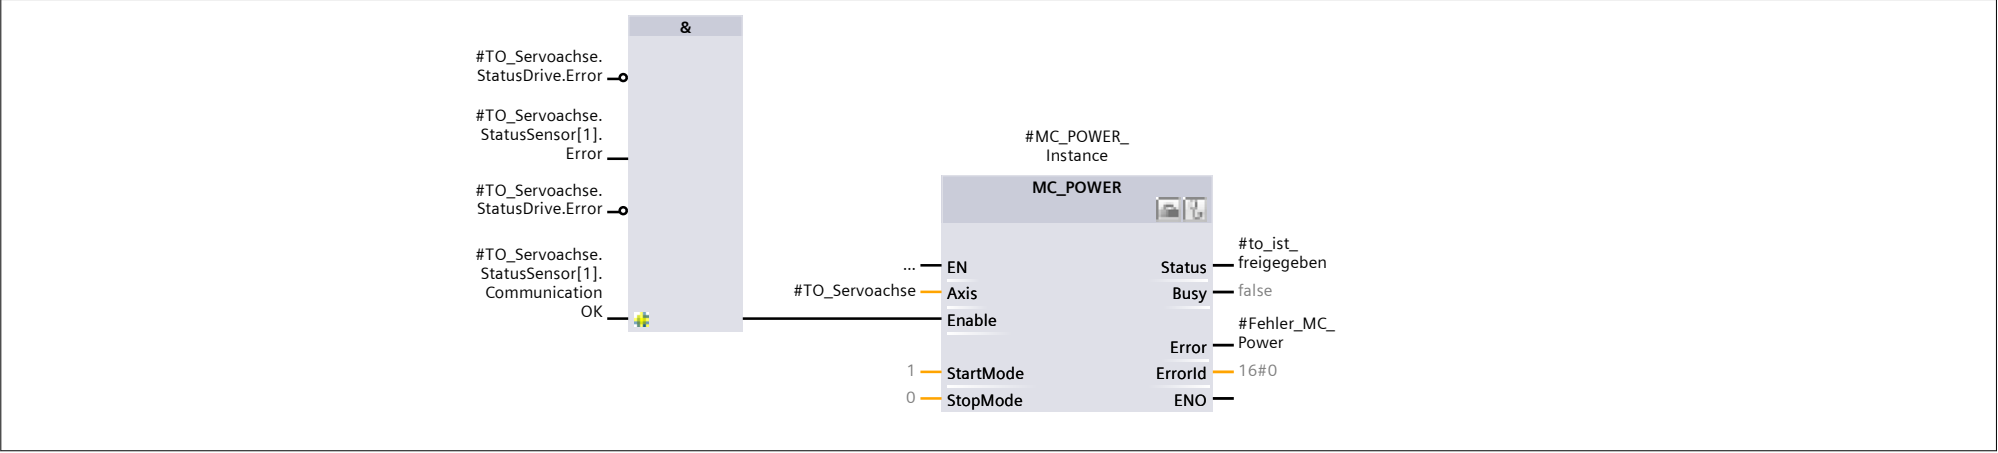 &
#TO_Servoachse.
StatusDrive.Error
#TO_Servoachse.
StatusSensor[1].
Error
#TO_Servoachse.
StatusDrive.Error
#TO_Servoachse.
StatusSensor[1].
Communication
OK
#MC_POWER_
Instance
MC_POWER
... EN
#TO_Servoachse Axis
Enable
1 StartMode
0 StopMode
Status #to_ist_
freigegeben
Busy false
Error #Fehler_MC_
Power
ErrorId 16#0
ENO